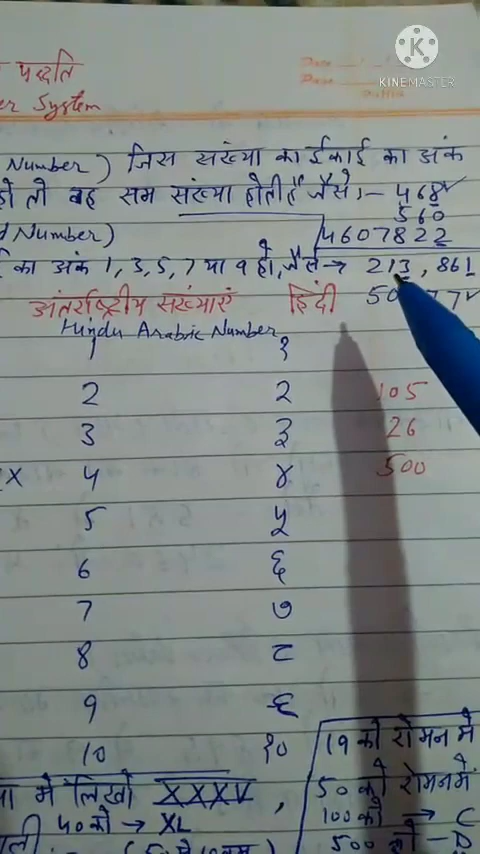 पद्धति
KINEMASTER
er System
Number) जिस संख्या का ईकाई का अंक
हो तो वह सम संख्या होती है जैसे:- 468✓
560
d Number) 4607822
का अंक 1, 3, 5, 7 या 9 हो, जैसे → 213, 861
अंतर्राष्ट्रीय संख्याएं हिंदी
Hindu Arabic Number
1 १
2 २ 105
3 ३ 26
X 4 ४ 500
5 ५
6 ६
7 ७
8 ८
9 ९
10 १०
19 को रोमन में
में लिखो XXXV, 50 को रोमन में
40 को → XL 100 को → C
500 को - D